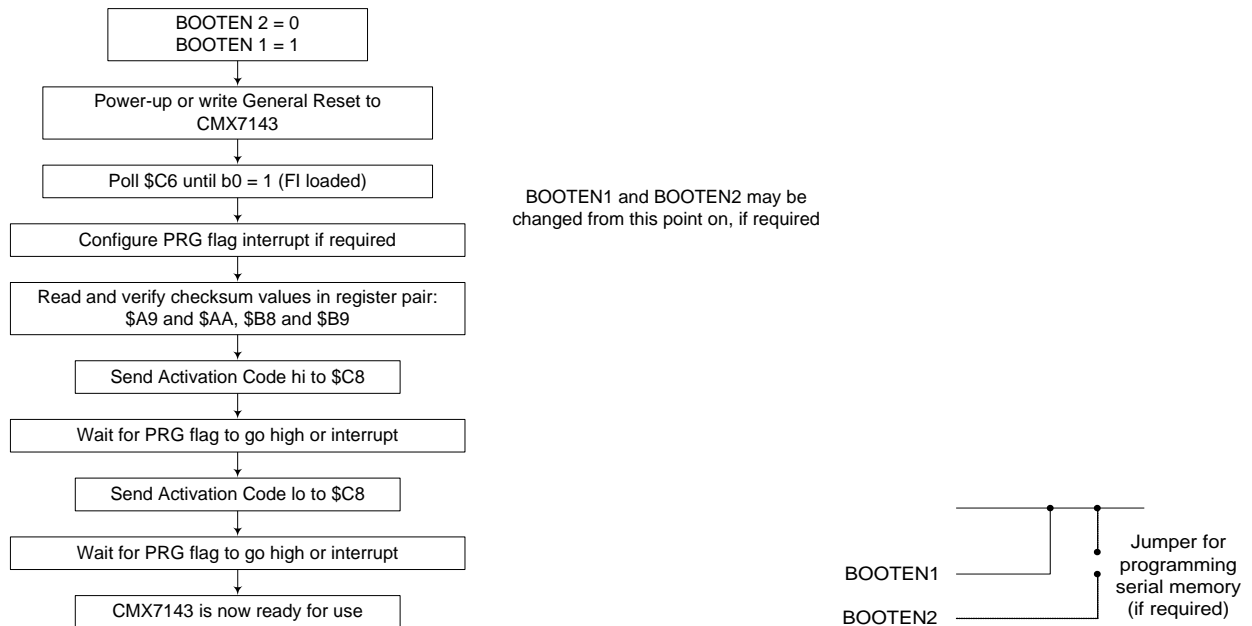 BOOTEN 2 = 0
BOOTEN 1 = 1
Power-up or write General Reset to
CMX7143
Poll $C6 until b0 = 1 (FI loaded)
BOOTEN1 and BOOTEN2 may be
changed from this point on, if required
Configure PRG flag interrupt if required
Read and verify checksum values in register pair:
$A9 and $AA, $B8 and $B9
Send Activation Code hi to $C8
Wait for PRG flag to go high or interrupt
Send Activation Code lo to $C8
Wait for PRG flag to go high or interrupt
CMX7143 is now ready for use
BOOTEN1
BOOTEN2
Jumper for
programming
serial memory
(if required)